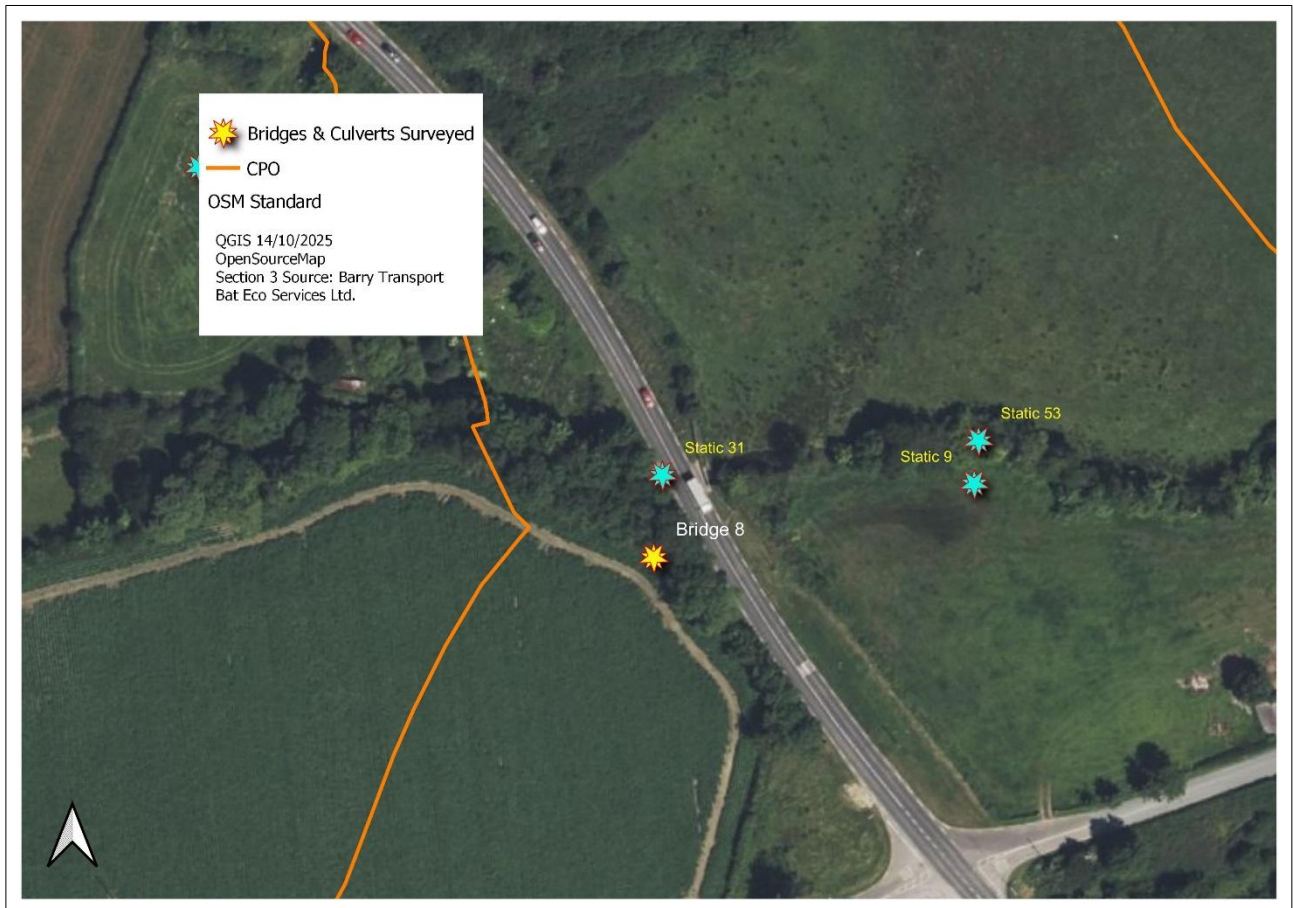 Bridges & Culverts Surveyed
CPO
OSM Standard
QGIS 14/10/2025
OpenSourceMap
Section 3 Source: Barry Transport
Bat Eco Services Ltd.
Static 53
Static 31
Static 9
Bridge 8